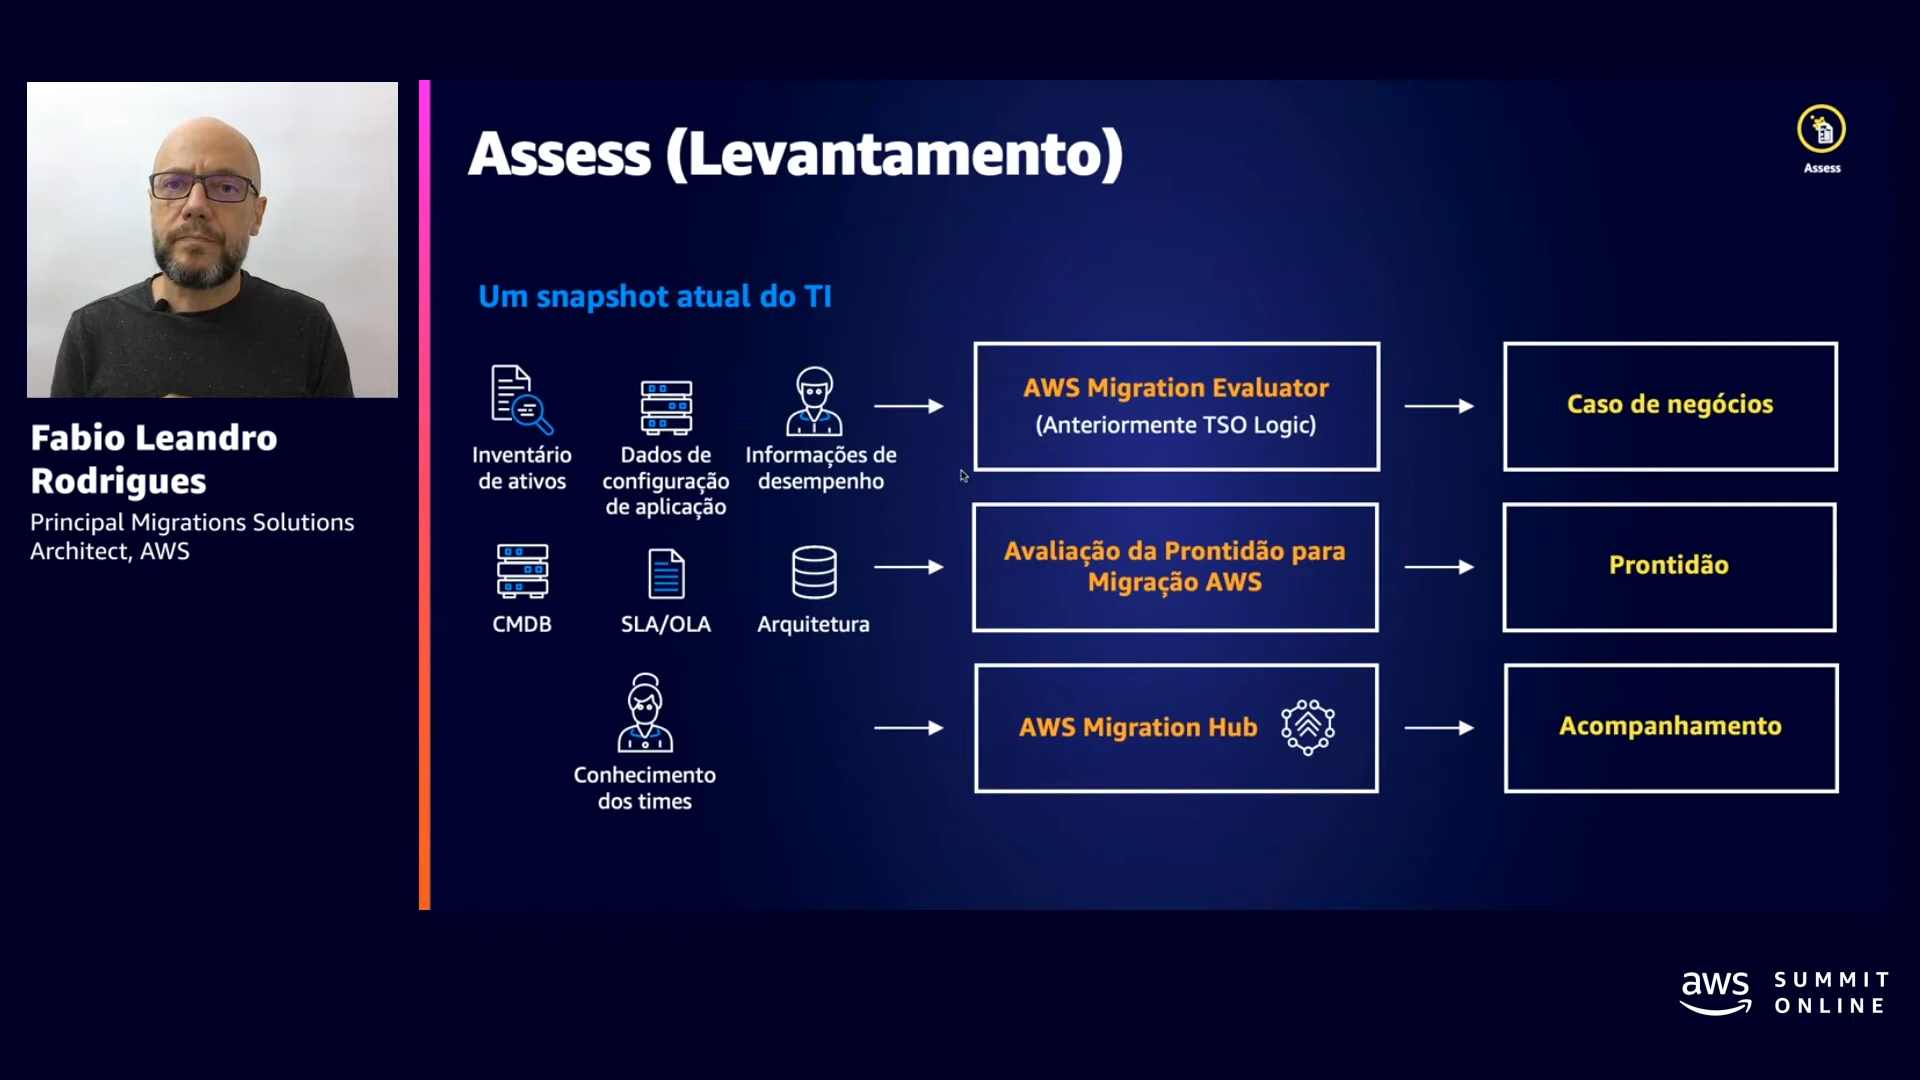 Fabio Leandro
Rodrigues
Principal Migrations Solutions
Architect, AWS
Assess (Levantamento)
Assess
Um snapshot atual do TI
Inventário
de ativos
Dados de
configuração
de aplicação
Informações de
desempenho
CMDB
SLA/OLA
Arquitetura
Conhecimento
dos times
AWS Migration Evaluator
(Anteriormente TSO Logic)
Caso de negócios
Avaliação da Prontidão para
Migração AWS
Prontidão
AWS Migration Hub
Acompanhamento
aws
SUMMIT
ONLINE